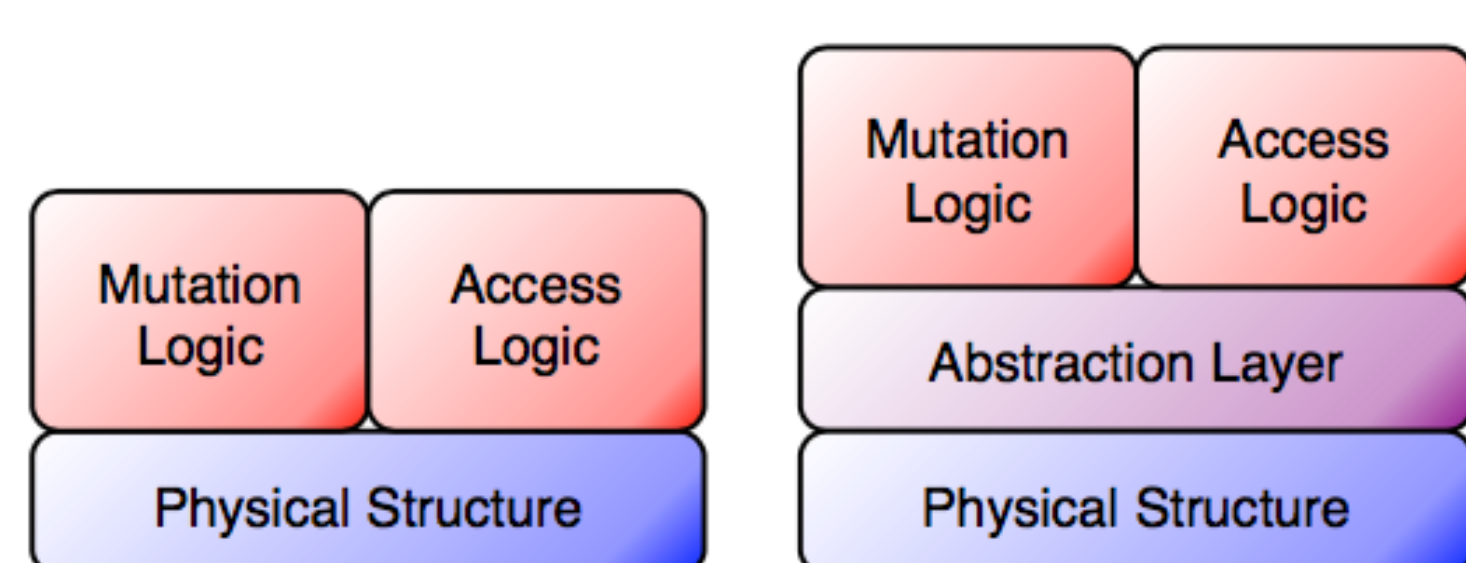 Mutation
Logic
Access
Logic
Physical Structure
Mutation
Logic
Access
Logic
Abstraction Layer
Physical Structure